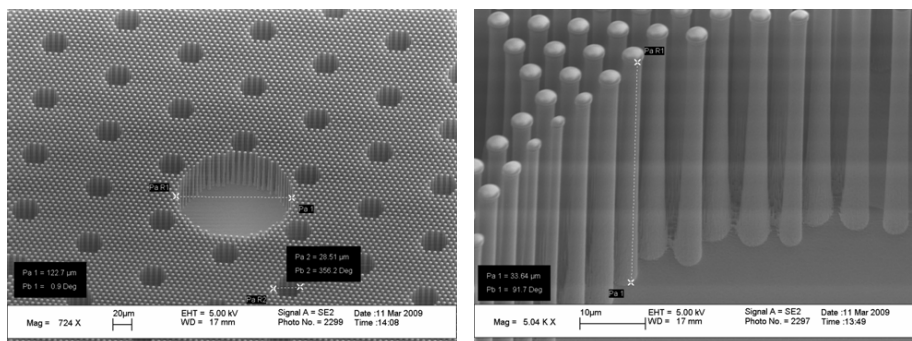 Pa R1
Pa 1
Pa 2 = 28.51 µm
Pb 2 = 356.2 Deg
Pa 1 = 122.7 µm
Pb 1 = 0.9 Deg
Pa R2
Mag = 724 X
20µm
EHT = 5.00 kV
WD = 17 mm
Signal A = SE2
Photo No. = 2299
Date :11 Mar 2009
Time :14:08
Pa R1
Pa 1 = 33.64 µm
Pb 1 = 91.7 Deg
Pa 1
Mag = 5.04 K X
10µm
EHT = 5.00 kV
WD = 17 mm
Signal A = SE2
Photo No. = 2297
Date :11 Mar 2009
Time :13:49